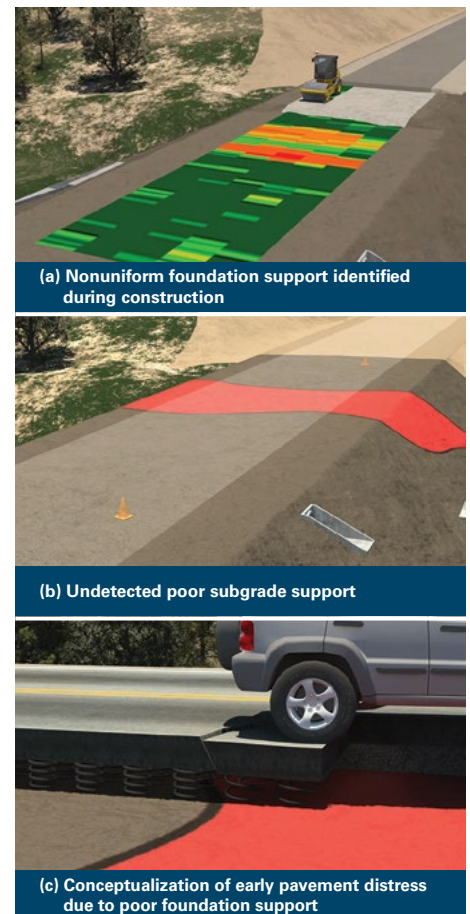 (a) Nonuniform foundation support identified
during construction
(b) Undetected poor subgrade support
(c) Conceptualization of early pavement distress
due to poor foundation support